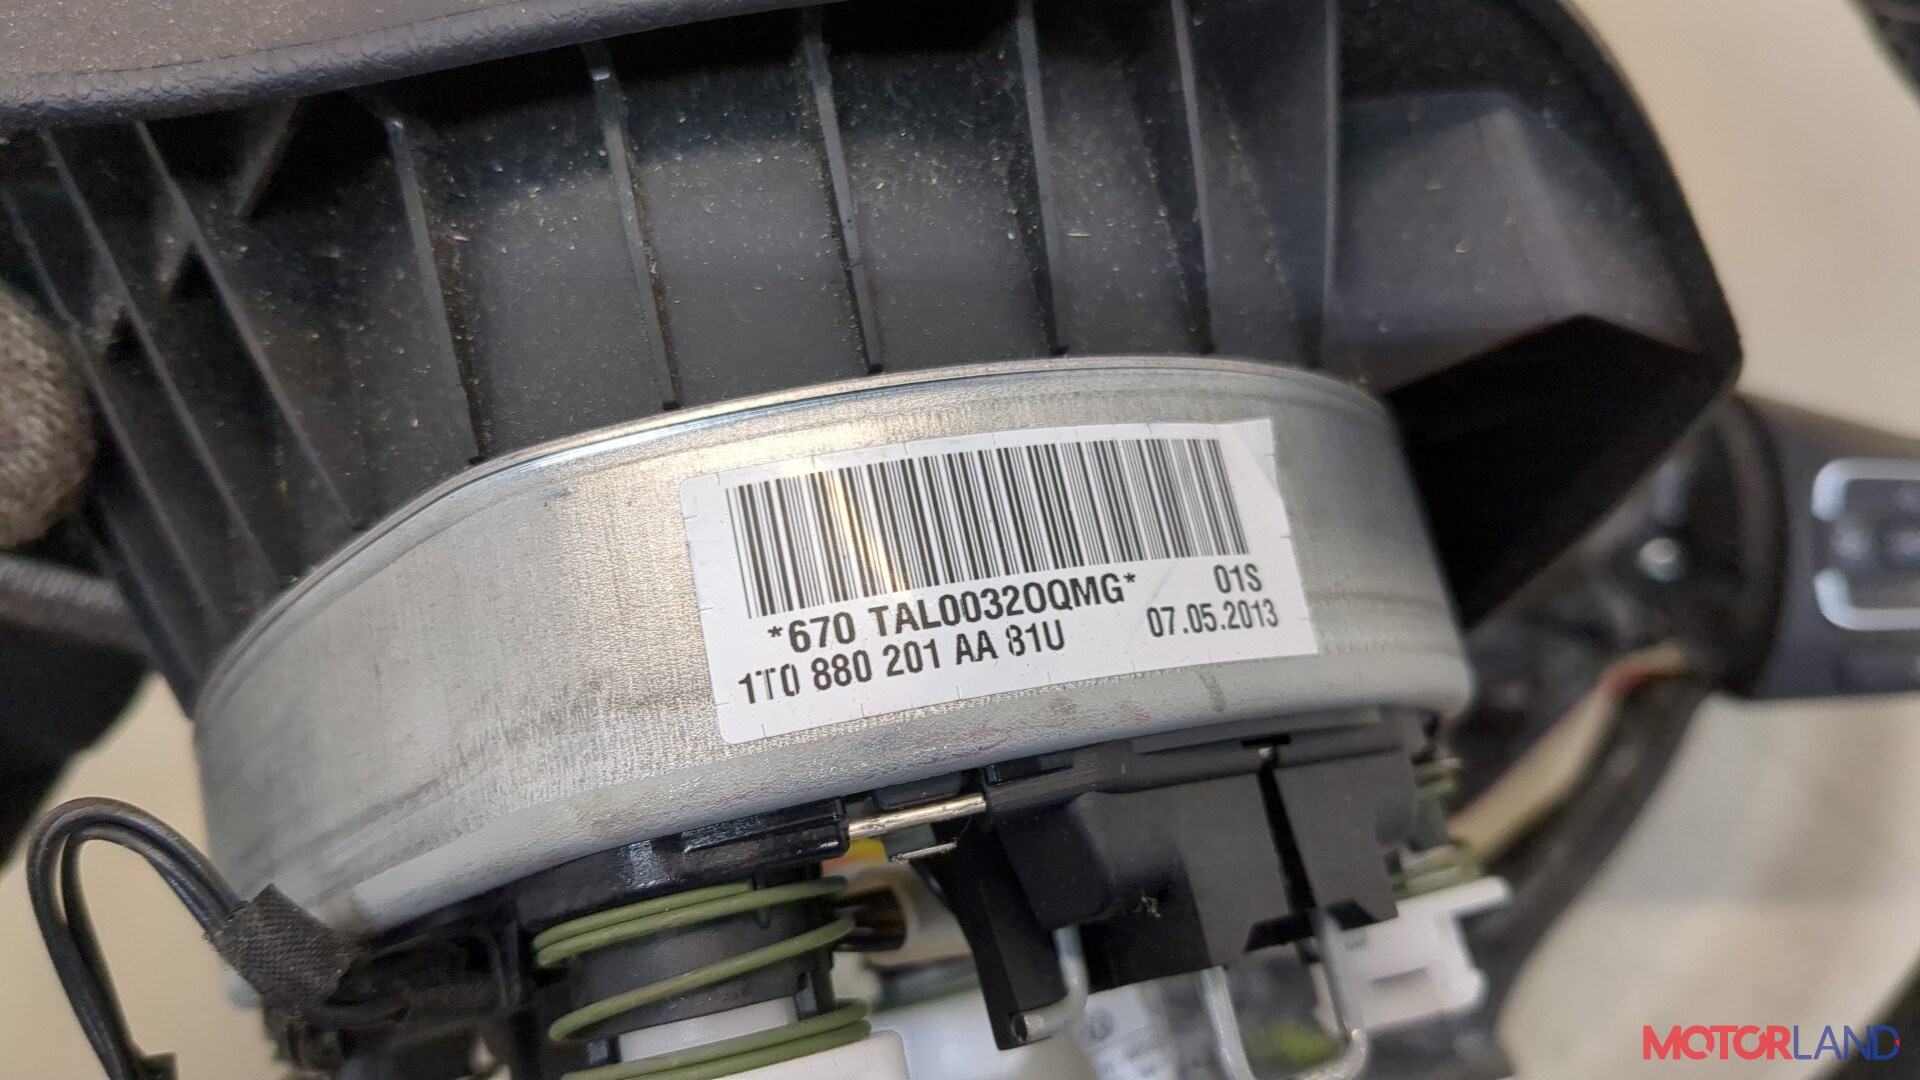 *670 TAL0032OQMG* 01S
1T0 880 201 AA 81U 07.05.2013
MOTORLAND